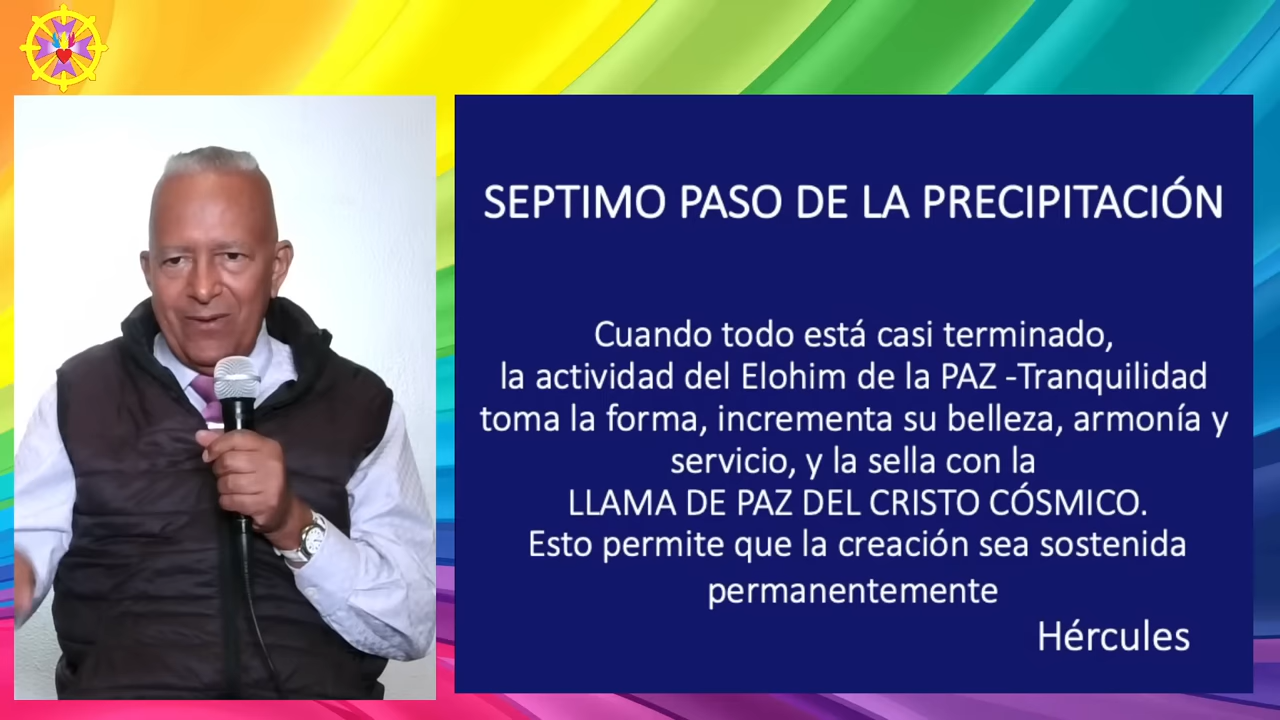 SEPTIMO PASO DE LA PRECIPITACIÓN
Cuando todo está casi terminado,
la actividad del Elohim de la PAZ -Tranquilidad
toma la forma, incrementa su belleza, armonía y
servicio, y la sella con la
LLAMA DE PAZ DEL CRISTO CÓSMICO.
Esto permite que la creación sea sostenida
permanentemente
Hércules